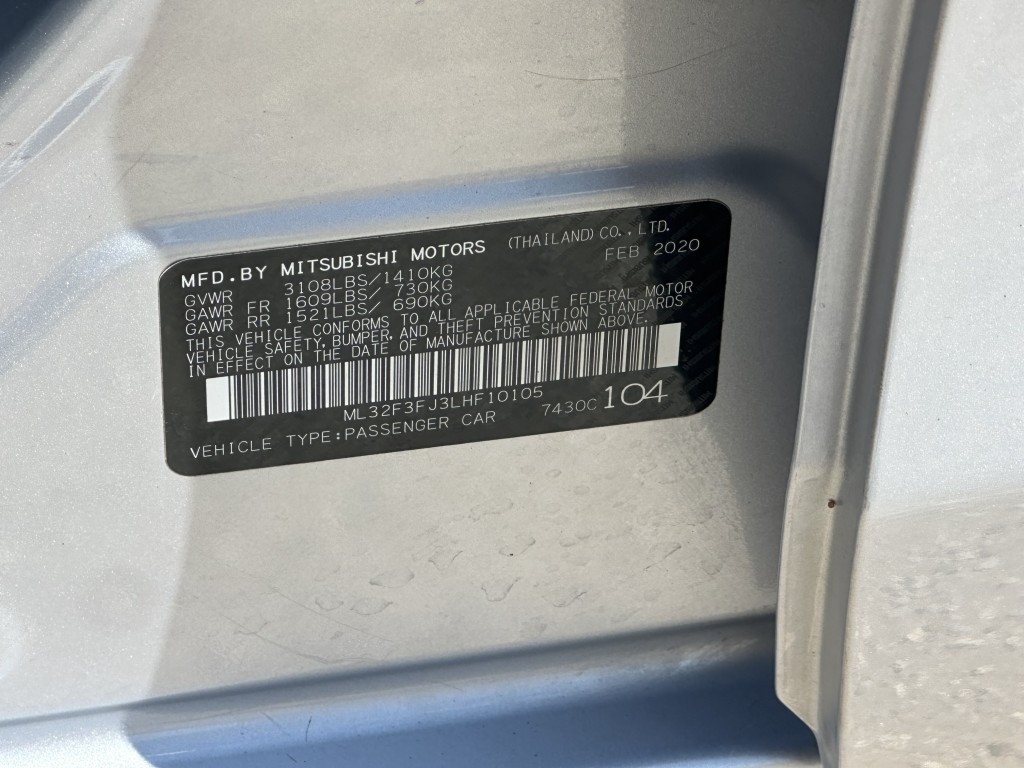 MFD.BY MITSUBISHI MOTORS (THAILAND) CO., LTD.
FEB 2020
GVWR 3108LBS/1410KG
GAWR FR 1609LBS/ 730KG
GAWR RR 1521LBS/ 690KG
THIS VEHICLE CONFORMS TO ALL APPLICABLE FEDERAL MOTOR
VEHICLE SAFETY, BUMPER, AND THEFT PREVENTION STANDARDS
IN EFFECT ON THE DATE OF MANUFACTURE SHOWN ABOVE.
ML32F3FJ3LHF10105
VEHICLE TYPE:PASSENGER CAR 7430C 104